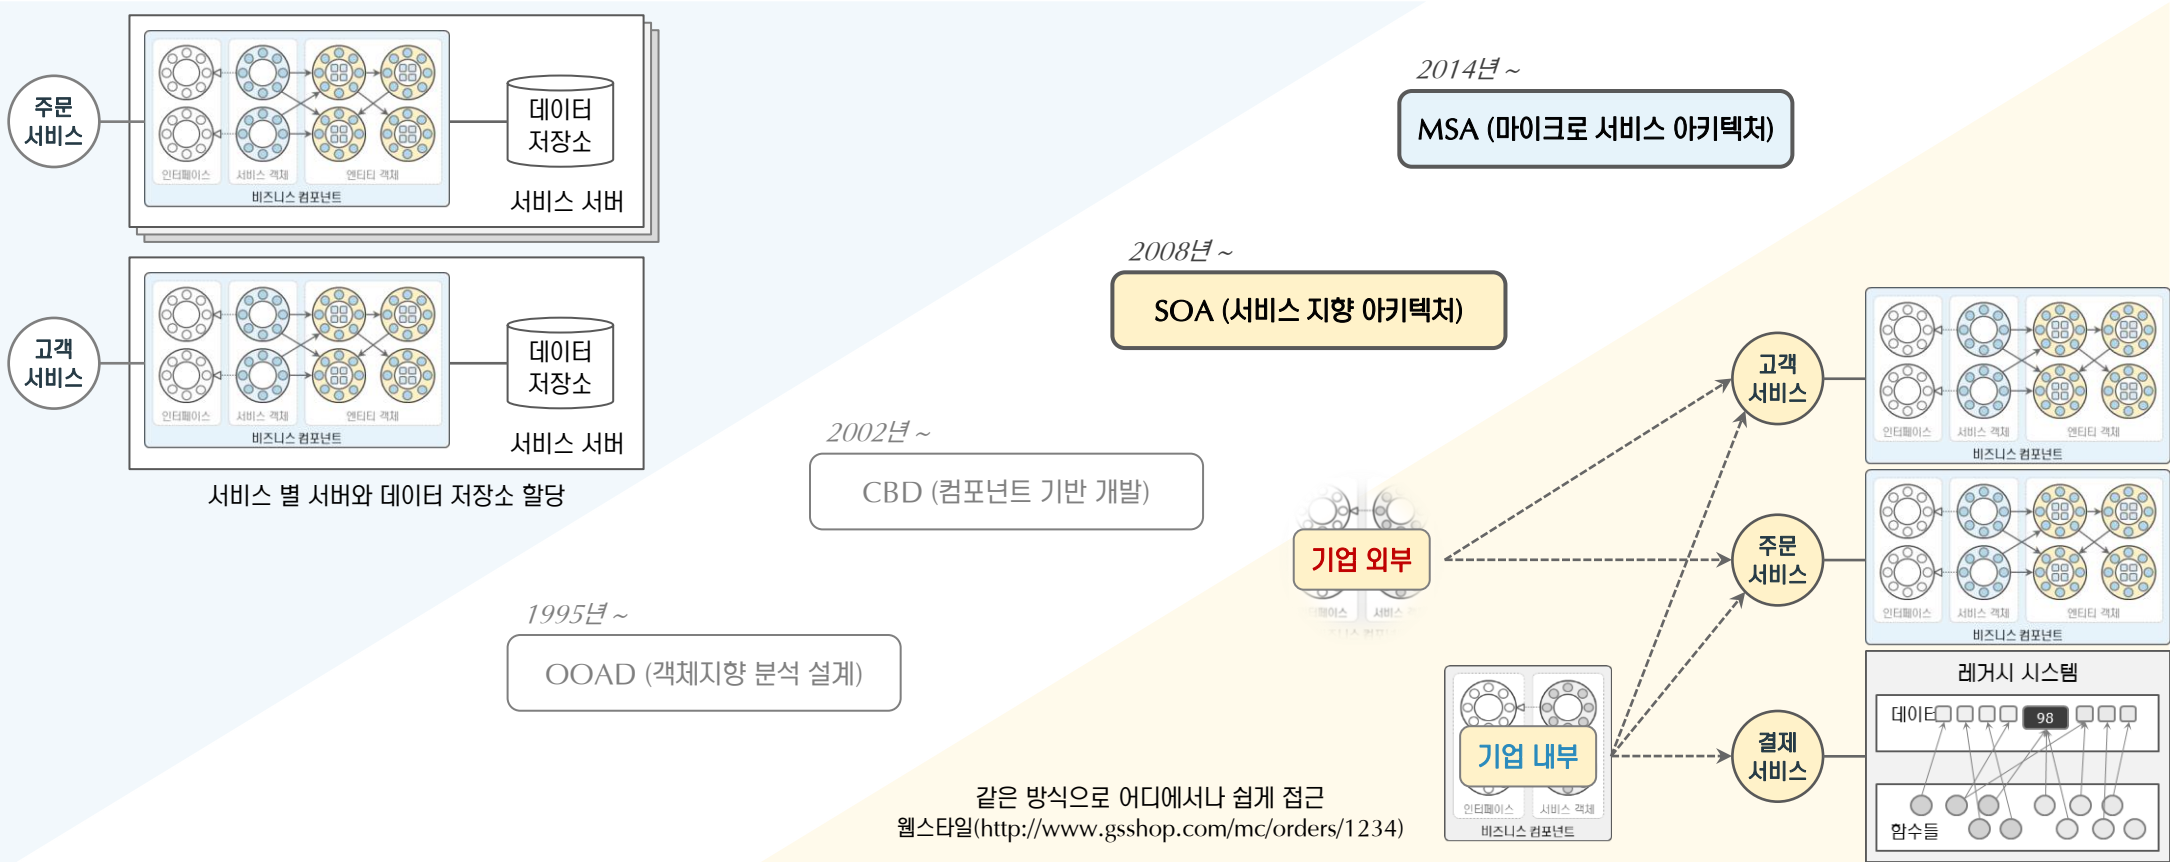 주문
서비스
인터페이스
서비스 객체
엔티티 객체
비즈니스 컴포넌트
데이터
저장소
서비스 서버
고객
서비스
인터페이스
서비스 객체
엔티티 객체
비즈니스 컴포넌트
데이터
저장소
서비스 서버
서비스 별 서버와 데이터 저장소 할당
2014년 ~
MSA (마이크로 서비스 아키텍처)
2008년 ~
SOA (서비스 지향 아키텍처)
2002년 ~
CBD (컴포넌트 기반 개발)
1995년 ~
OOAD (객체지향 분석 설계)
기업 외부
서비스
고객
서비스
인터페이스
서비스 객체
엔티티 객체
비즈니스 컴포넌트
주문
서비스
인터페이스
서비스 객체
엔티티 객체
비즈니스 컴포넌트
기업 내부
인터페이스
서비스 객체
비즈니스 컴포넌트
결제
서비스
레거시 시스템
데이터
98
함수들
같은 방식으로 어디에서나 쉽게 접근
웹스타일(http://www.gsshop.com/mc/orders/1234)